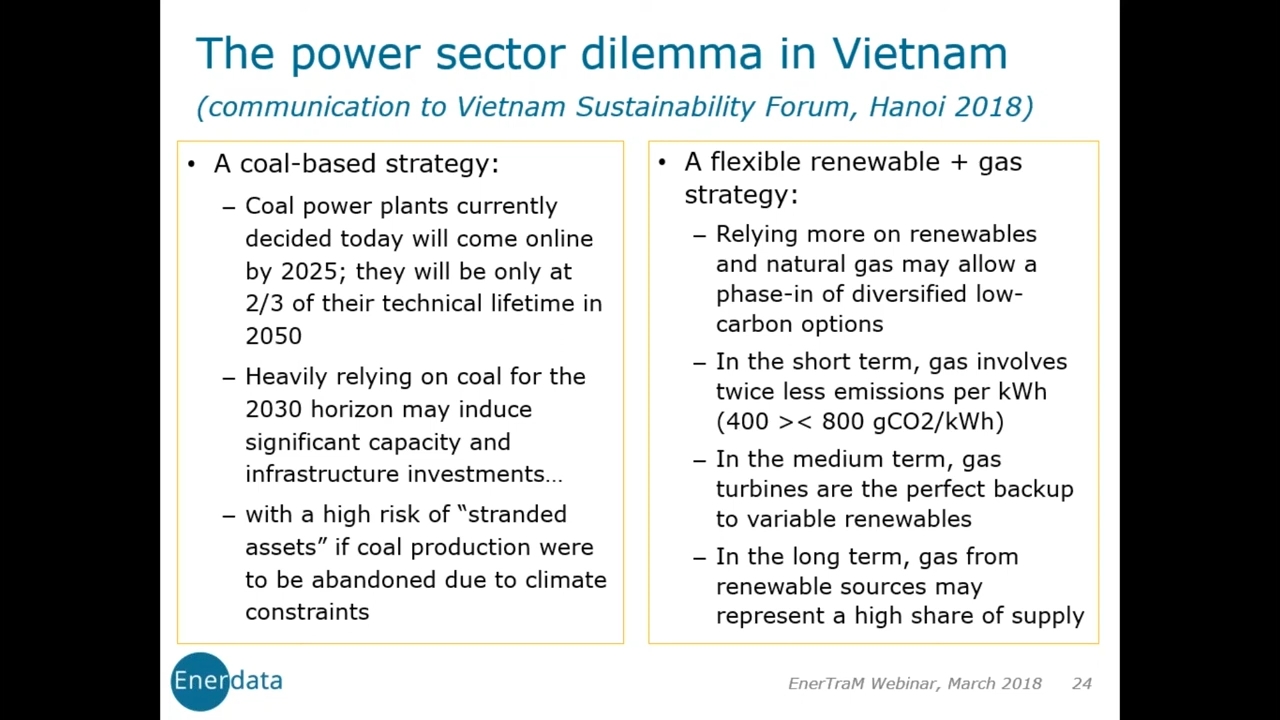 The power sector dilemma in Vietnam
(communication to Vietnam Sustainability Forum, Hanoi 2018)
• A coal-based strategy:
– Coal power plants currently
decided today will come online
by 2025; they will be only at
2/3 of their technical lifetime in
2050
– Heavily relying on coal for the
2030 horizon may induce
significant capacity and
infrastructure investments…
– with a high risk of “stranded
assets” if coal production were
to be abandoned due to climate
constraints
• A flexible renewable + gas
strategy:
– Relying more on renewables
and natural gas may allow a
phase-in of diversified low-
carbon options
– In the short term, gas involves
twice less emissions per kWh
(400 >< 800 gCO2/kWh)
– In the medium term, gas
turbines are the perfect backup
to variable renewables
– In the long term, gas from
renewable sources may
represent a high share of supply
Enerdata
EnerTraM Webinar, March 2018 24